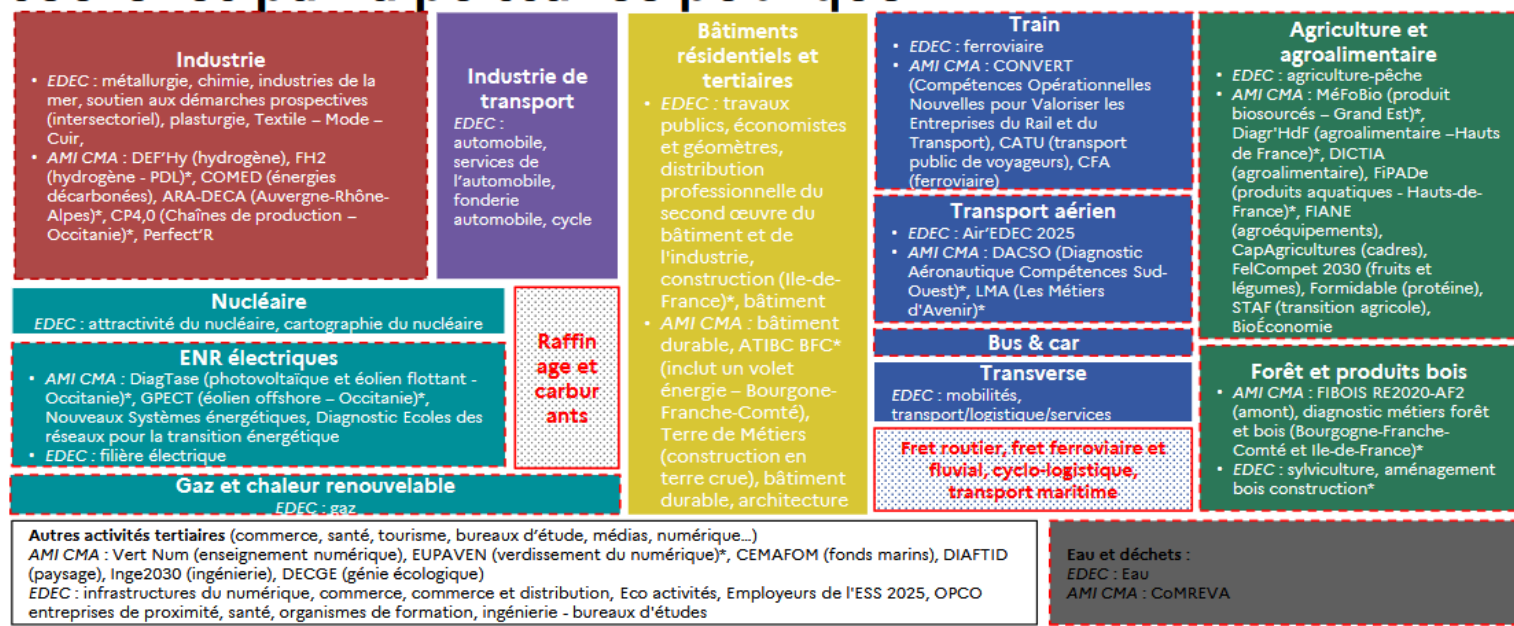 Industrie
• EDEC : métallurgie, chimie, industries de la
mer, soutien aux démarches prospectives
(intersectoriel), plasturgie, Textile – Mode –
Cuir,
• AMI CMA : DEF’Hy (hydrogène), FH2
(hydrogène - PDL)*, COMED (énergies
décarbonées), ARA-DECA (Auvergne-Rhône-
Alpes)*, CP4,0 (Chaînes de production –
Occitanie)*, Perfect’R
Industrie de
transport
EDEC :
automobile,
services de
l’automobile,
fonderie
automobile, cycle
Nucléaire
EDEC : attractivité du nucléaire, cartographie du nucléaire
ENR électriques
• AMI CMA : DiagTase (photovoltaïque et éolien flottant -
Occitanie)*, GPECT (éolien offshore – Occitanie)*,
Nouveaux Systèmes énergétiques, Diagnostic Ecoles des
réseaux pour la transition énergétique
• EDEC : filière électrique
Raffin
age et
carbur
ants
Gaz et chaleur renouvelable
EDEC : gaz
Bâtiments
résidentiels et
tertiaires
• EDEC : travaux
publics, économistes
et géomètres,
distribution
professionnelle du
second œuvre du
bâtiment et de
l'industrie,
construction (Ile-de-
France)*, bâtiment
durable
• AMI CMA : bâtiment
durable, ATIBC BFC*
(inclut un volet
énergie – Bourgone-
Franche-Comté),
Terre de Métiers
(construction en
terre crue), bâtiment
durable, architecture
Train
• EDEC : ferroviaire
• AMI CMA : CONVERT
(Compétences Opérationnelles
Nouvelles pour Valoriser les
Entreprises du Rail et du
Transport), CATU (transport
public de voyageurs), CFA
(ferroviaire)
Transport aérien
• EDEC : Air’EDEC 2025
• AMI CMA : DACSO (Diagnostic
Aéronautique Compétences Sud-
Ouest)*, LMA (Les Métiers
d'Avenir)*
Bus & car
Transverse
EDEC : mobilités,
transport/logistique/services
Fret routier, fret ferroviaire et
fluvial, cyclo-logistique,
transport maritime
Agriculture et
agroalimentaire
• EDEC : agriculture-pêche
• AMI CMA : MéFoBio (produit
biosourcés – Grand Est)*,
Diagr'HdF (agroalimentaire –Hauts
de France)*, DICTIA
(agroalimentaire), FiPADe
(produits aquatiques - Hauts-de-
France)*, FIANE
(agroéquipements),
CapAgricultures (cadres),
FelCompet 2030 (fruits et
légumes), Formidable (protéine),
STAF (transition agricole),
BioÉconomie
Forêt et produits bois
• AMI CMA : FIBOIS RE2020-AF2
(amont), diagnostic métiers forêt
et bois (Bourgogne-Franche-
Comté et Ile-de-France)*
• EDEC : sylviculture, aménagement
bois construction*
Autres activités tertiaires (commerce, santé, tourisme, bureaux d’étude, médias, numérique…)
AMI CMA : Vert Num (enseignement numérique), EUPAVEN (verdissement du numérique)*, CEMAFOM (fonds marins), DIAFTID
(paysage), Inge2030 (ingénierie), DECGE (génie écologique)
EDEC : infrastructures du numérique, commerce, commerce et distribution, Eco activités, Employeurs de l'ESS 2025, OPCO
entreprises de proximité, santé, organismes de formation, ingénierie - bureaux d'études
Eau et déchets :
EDEC : Eau
AMI CMA : CoMREVA